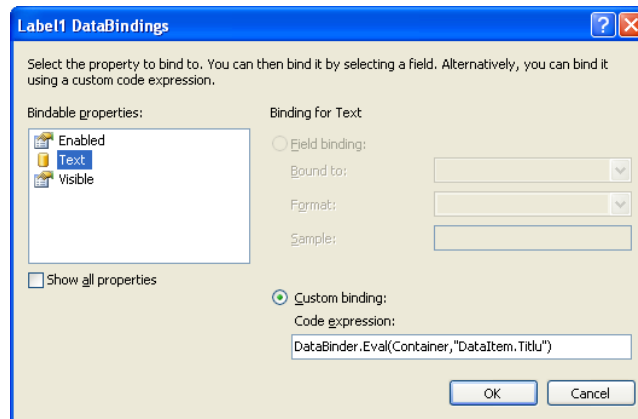 Label1 DataBindings
Select the property to bind to. You can then bind it by selecting a field. Alternatively, you can bind it
using a custom code expression.
Bindable properties:
Enabled
Text
Visible
Show all properties
Binding for Text
Field binding:
Bound to:
Format:
Sample:
Custom binding:
Code expression:
DataBinder.Eval(Container,"DataItem.Titlu")
OK
Cancel